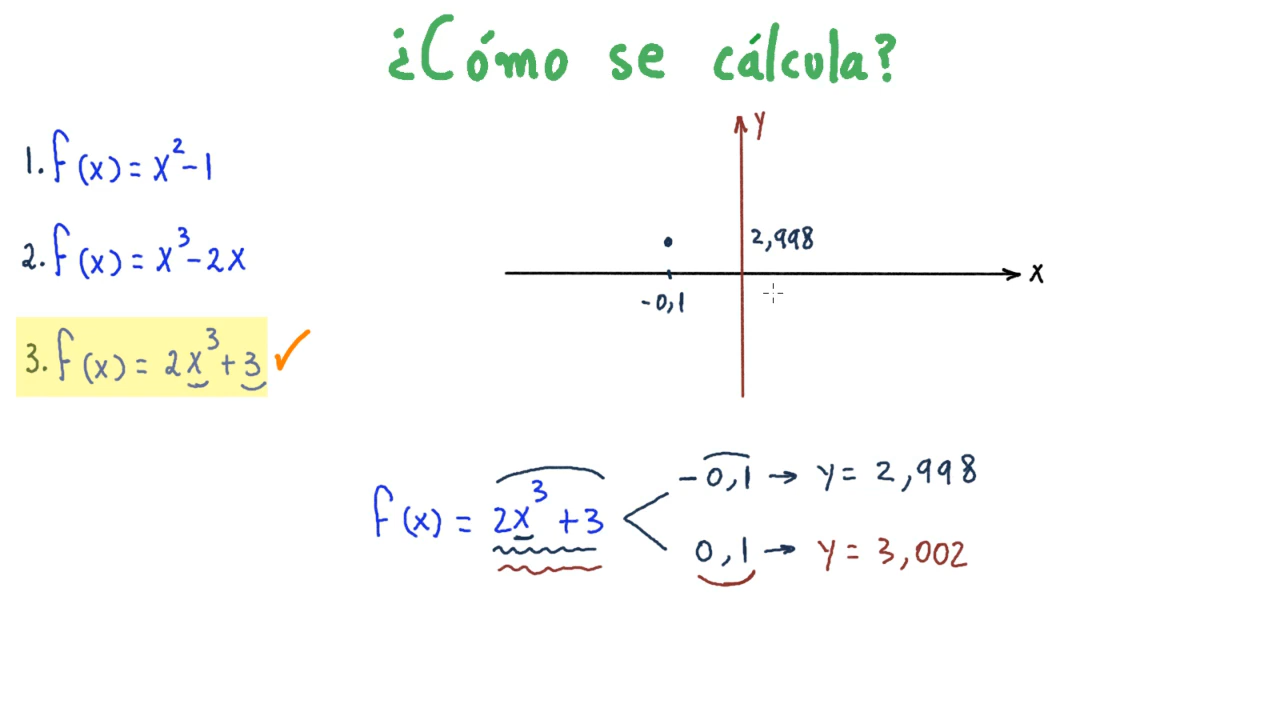 ¿Cómo se cálcula?
1. f(x) = x² - 1
2. f(x) = x³ - 2x
3. f(x) = 2x³ + 3 ✓
y
2,998
x
-0,1
f(x) = 2x³ + 3
-0,1 → y = 2,998
0,1 → y = 3,002